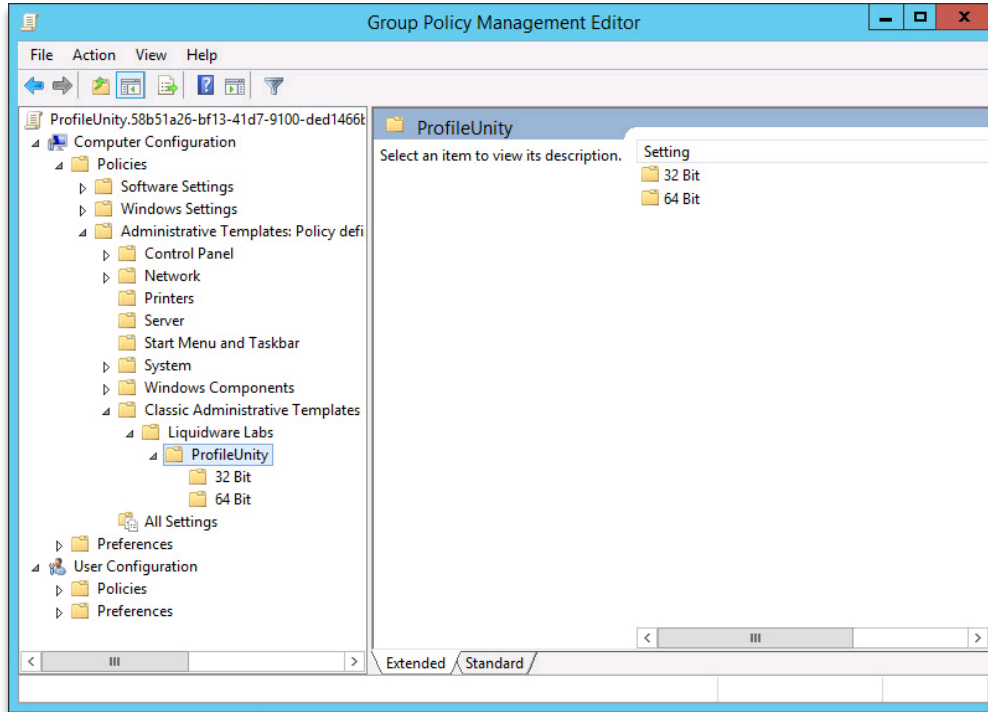 Group Policy Management Editor
File Action View Help
ProfileUnity.58b51a26-bf13-41d7-9100-ded1466b
Computer Configuration
Policies
Software Settings
Windows Settings
Administrative Templates: Policy defi
Control Panel
Network
Printers
Server
Start Menu and Taskbar
System
Windows Components
Classic Administrative Templates
Liquidware Labs
ProfileUnity
32 Bit
64 Bit
All Settings
Preferences
User Configuration
Policies
Preferences
ProfileUnity
Select an item to view its description.
Setting
32 Bit
64 Bit
Extended Standard